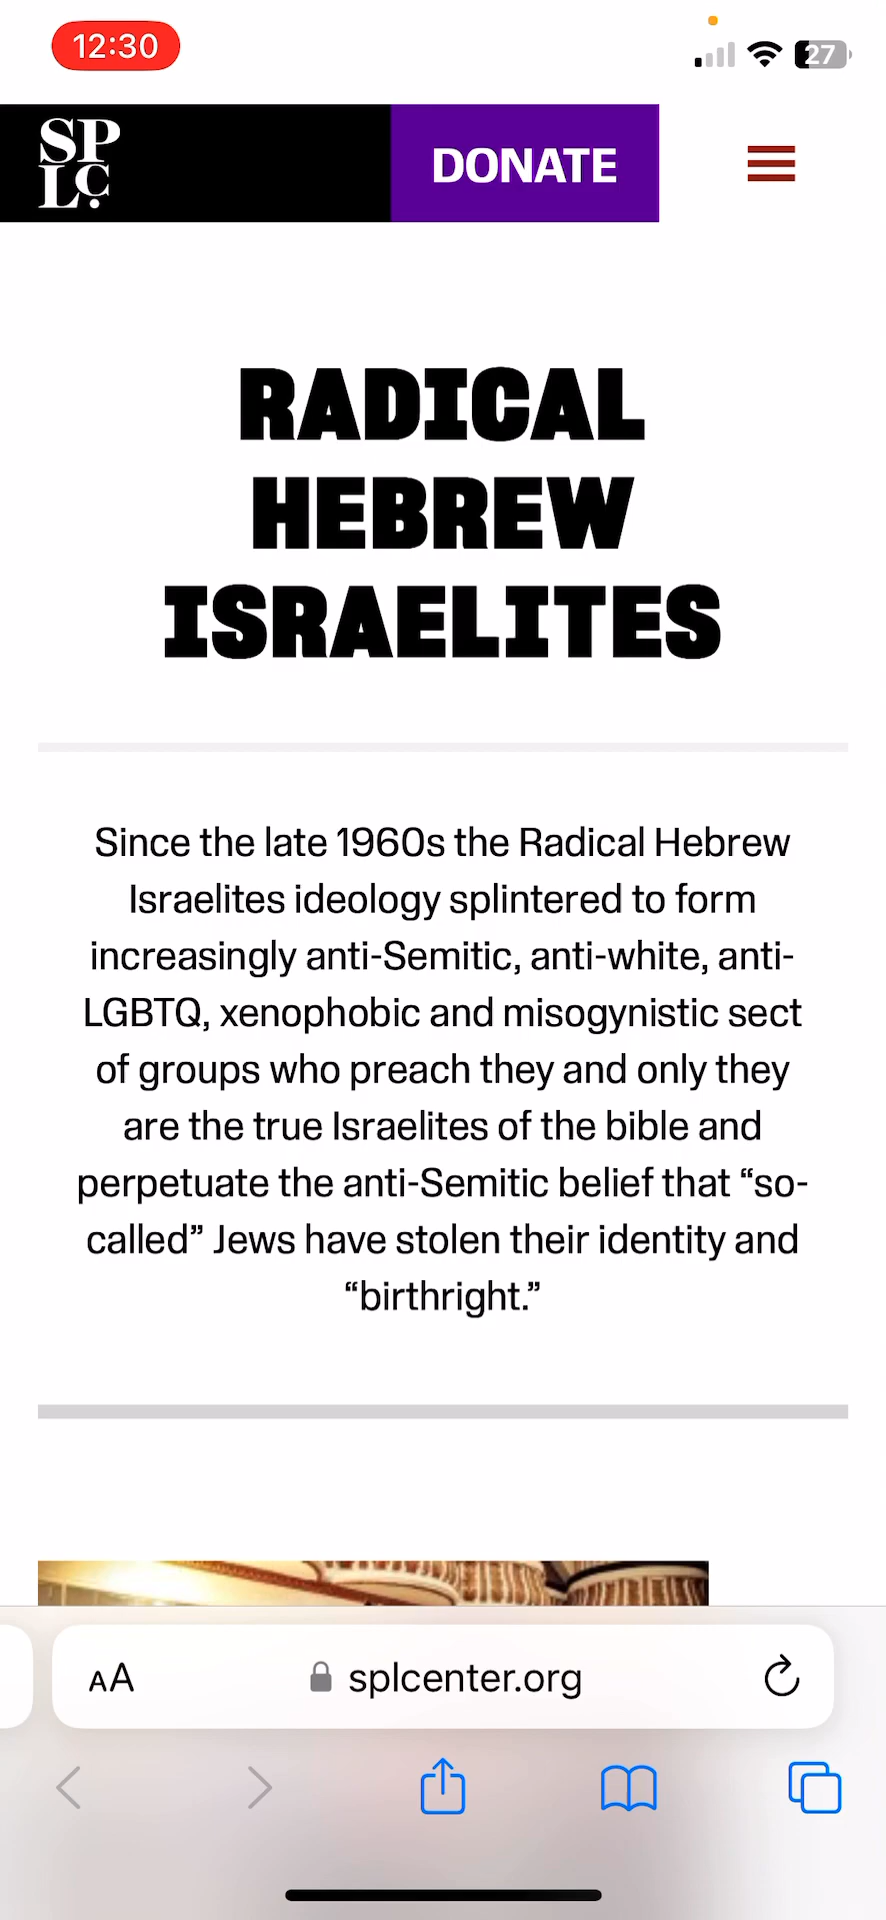 12:30
27
SPLC.
DONATE
RADICAL
HEBREW
ISRAELITES
Since the late 1960s the Radical Hebrew
Israelites ideology splintered to form
increasingly anti-Semitic, anti-white, anti-
LGBTQ, xenophobic and misogynistic sect
of groups who preach they and only they
are the true Israelites of the bible and
perpetuate the anti-Semitic belief that “so-
called” Jews have stolen their identity and
“birthright.”
AA
splcenter.org